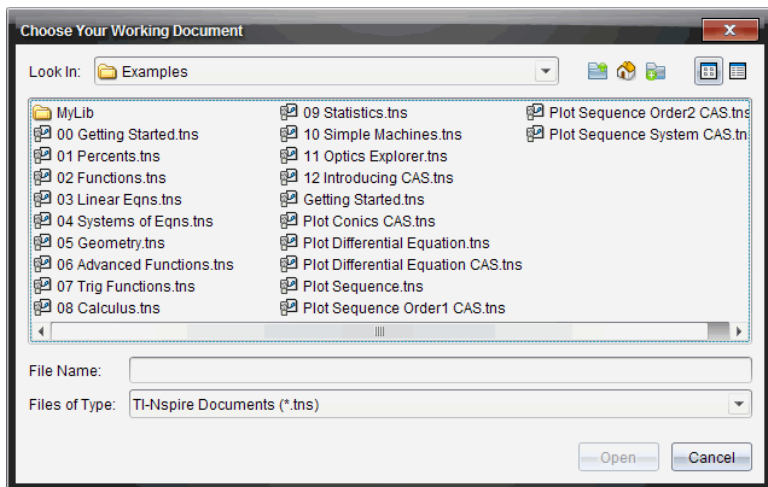 Choose Your Working Document
Look In: Examples
MyLib
00 Getting Started.tns
01 Percents.tns
02 Functions.tns
03 Linear Eqns.tns
04 Systems of Eqns.tns
05 Geometry.tns
06 Advanced Functions.tns
07 Trig Functions.tns
08 Calculus.tns
09 Statistics.tns
10 Simple Machines.tns
11 Optics Explorer.tns
12 Introducing CAS.tns
Getting Started.tns
Plot Conics CAS.tns
Plot Differential Equation.tns
Plot Differential Equation CAS.tns
Plot Sequence.tns
Plot Sequence Order1 CAS.tns
Plot Sequence Order2 CAS.tns
Plot Sequence System CAS.tn
File Name:
Files of Type: TI-Nspire Documents (*.tns)
Open Cancel